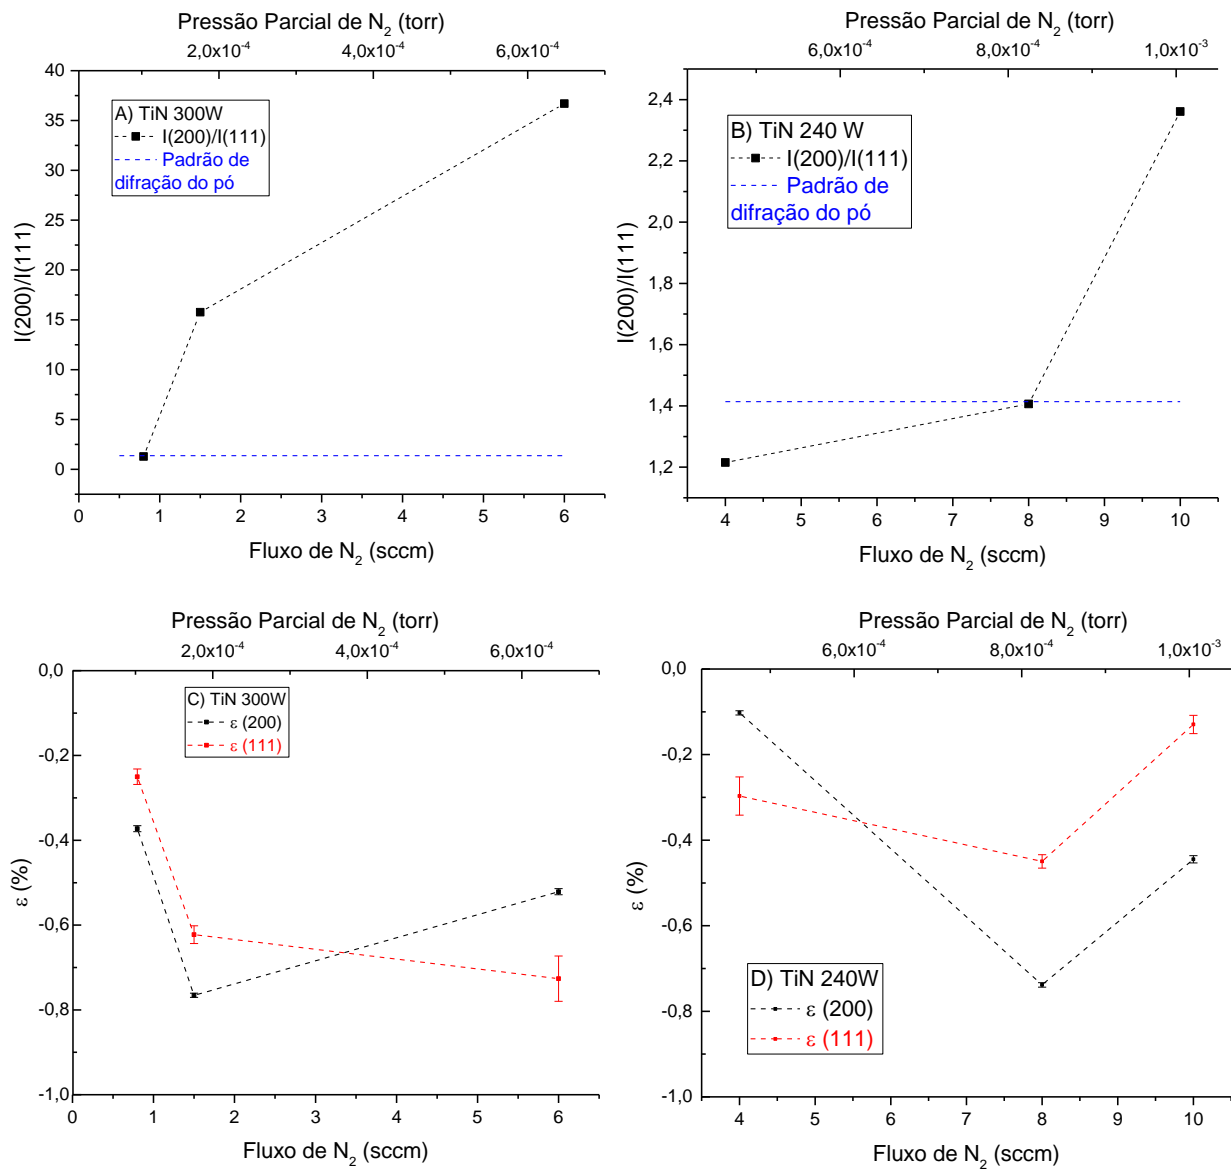 Pressão Parcial de N2 (torr)
2,0x10-4 4,0x10-4 6,0x10-4
40
35
30
25
20
15
10
5
0
I(200)/I(111)
A) TiN 300W
I(200)/I(111)
Padrão de
difração do pó
0 1 2 3 4 5 6
Fluxo de N2 (sccm)
Pressão Parcial de N2 (torr)
6,0x10-4 8,0x10-4 1,0x10-3
2,4
2,2
2,0
1,8
1,6
1,4
1,2
I(200)/I(111)
B) TiN 240 W
I(200)/I(111)
Padrão de
difração do pó
4 5 6 7 8 9 10
Fluxo de N2 (sccm)
Pressão Parcial de N2 (torr)
2,0x10-4 4,0x10-4 6,0x10-4
0,0
-0,2
-0,4
-0,6
-0,8
-1,0
ε (%)
C) TiN 300W
ε (200)
ε (111)
0 1 2 3 4 5 6
Fluxo de N2 (sccm)
Pressão Parcial de N2 (torr)
6,0x10-4 8,0x10-4 1,0x10-3
0,0
-0,2
-0,4
-0,6
-0,8
-1,0
ε (%)
D) TiN 240W
ε (200)
ε (111)
4 5 6 7 8 9 10
Fluxo de N2 (sccm)